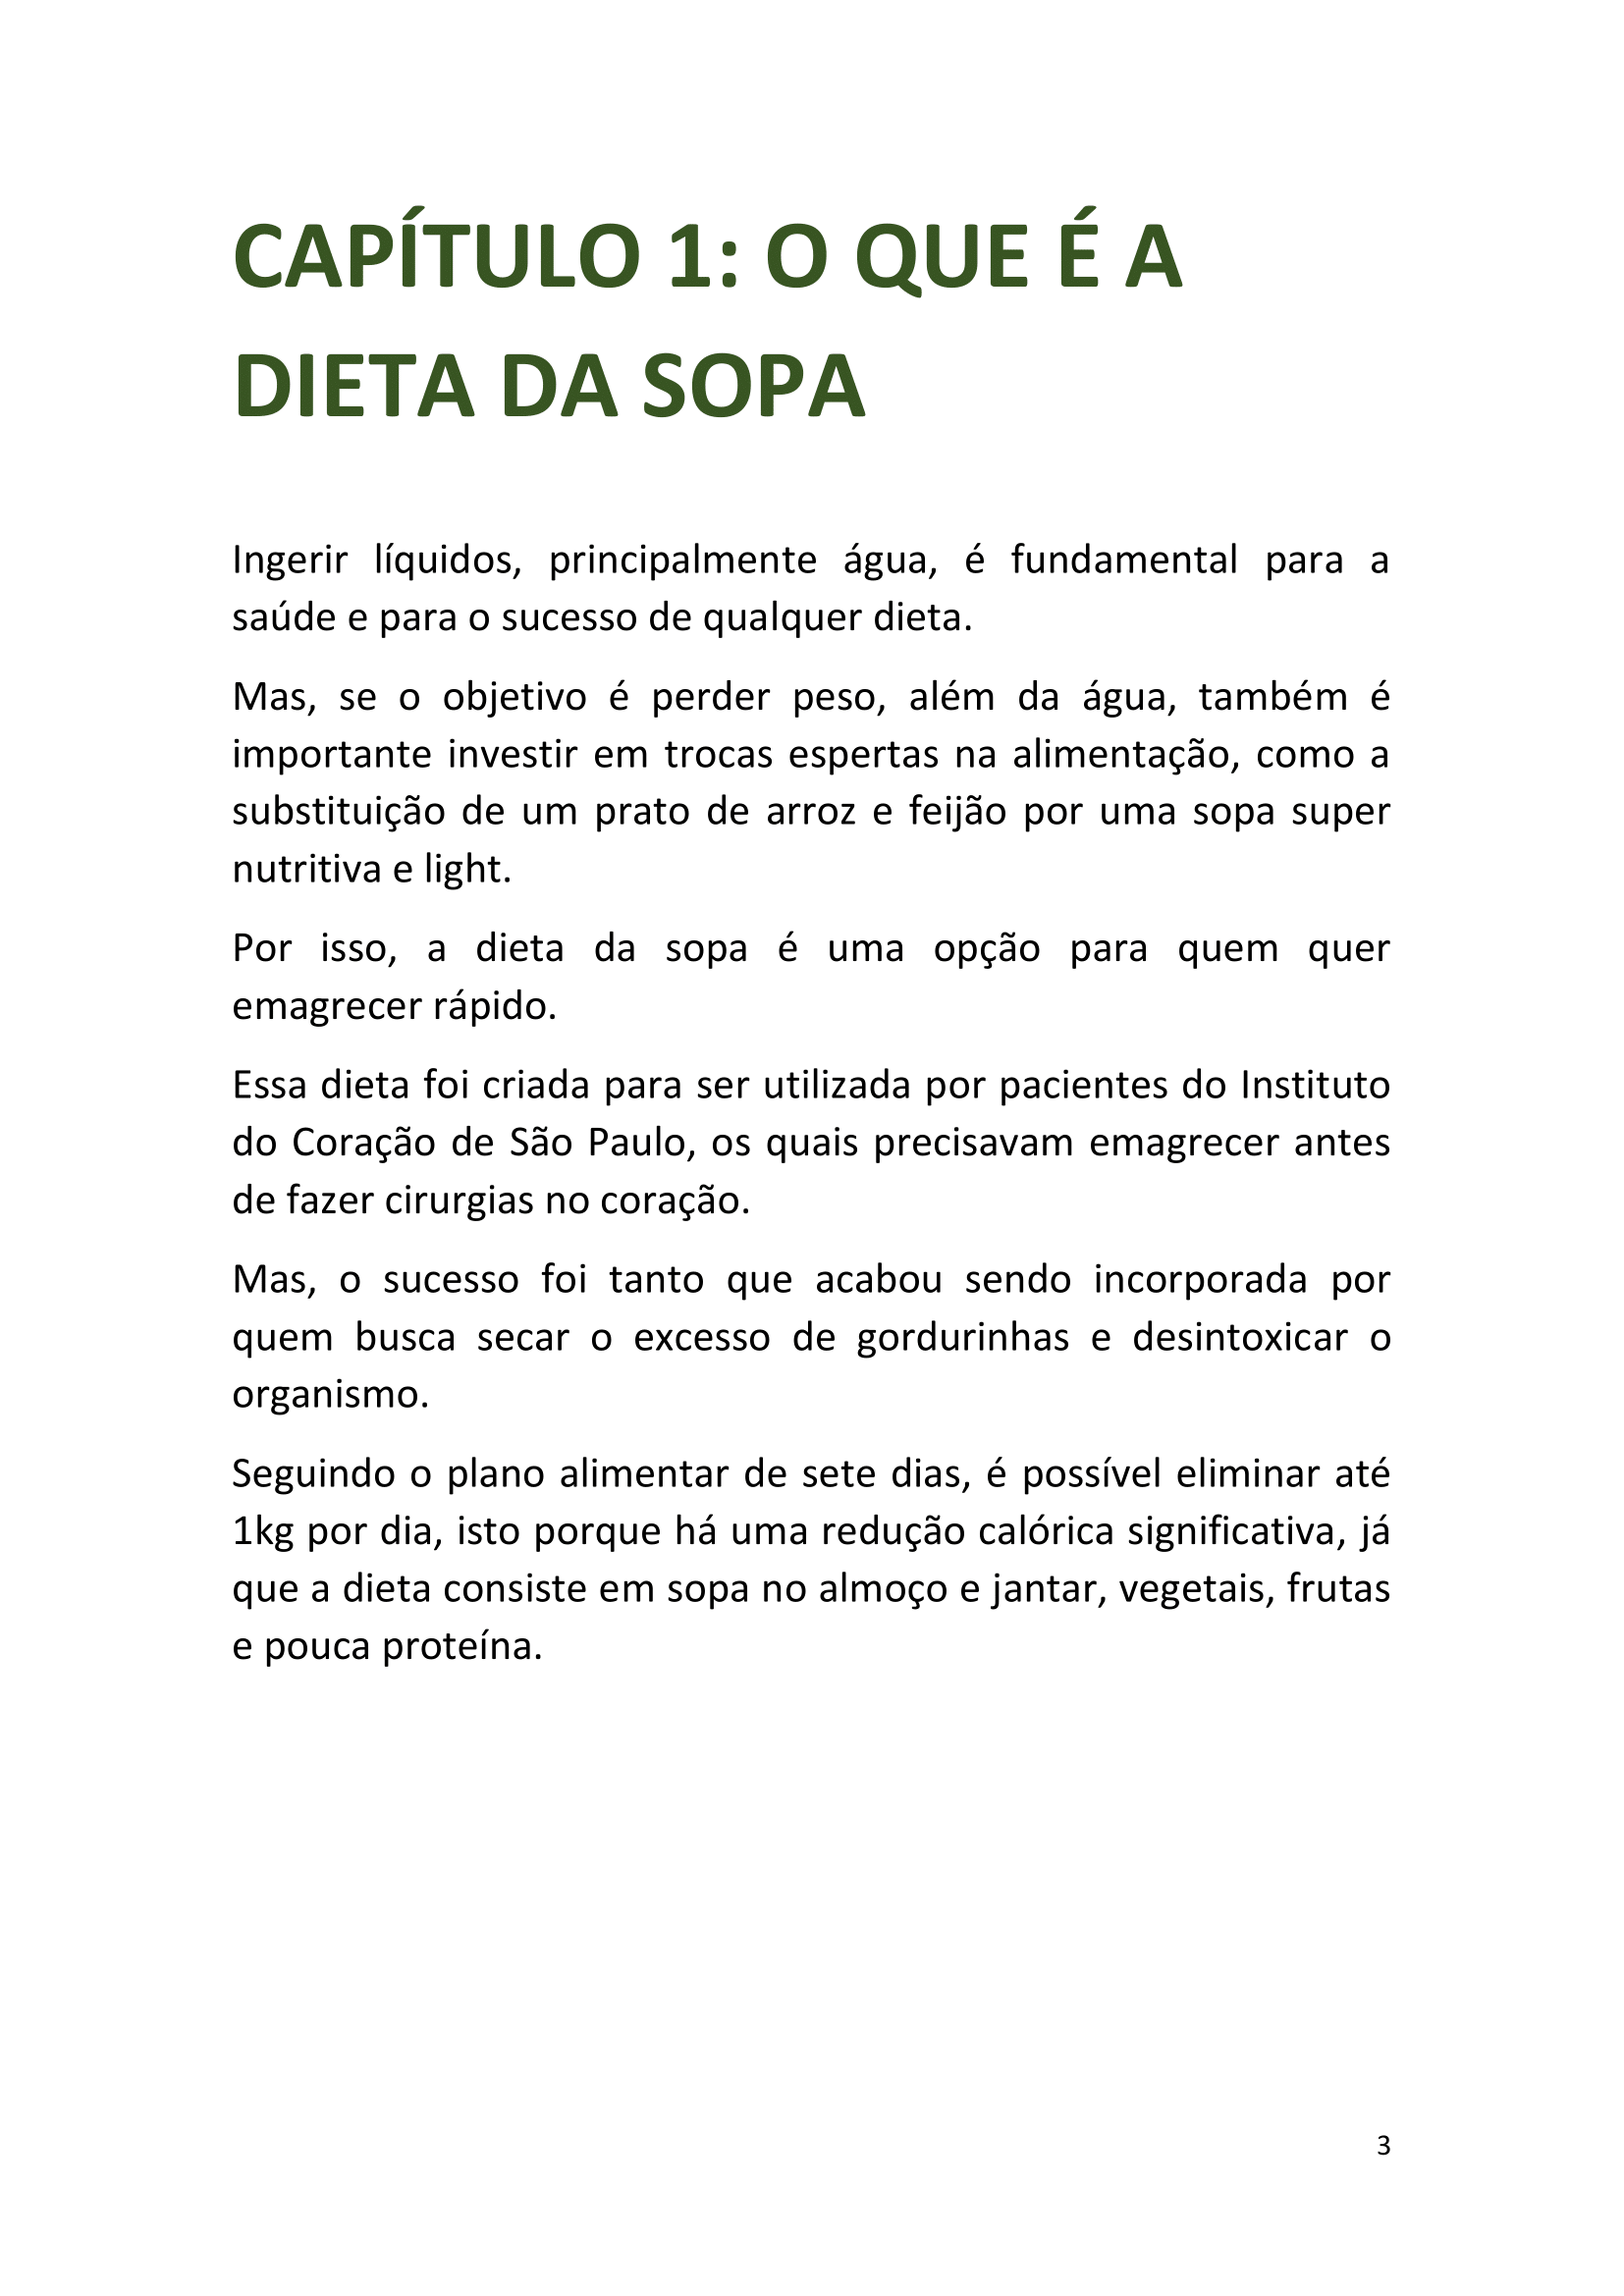 CAPÍTULO 1: O QUE É A
DIETA DA SOPA
Ingerir líquidos, principalmente água, é fundamental para a
saúde e para o sucesso de qualquer dieta.
Mas, se o objetivo é perder peso, além da água, também é
importante investir em trocas espertas na alimentação, como a
substituição de um prato de arroz e feijão por uma sopa super
nutritiva e light.
Por isso, a dieta da sopa é uma opção para quem quer
emagrecer rápido.
Essa dieta foi criada para ser utilizada por pacientes do Instituto
do Coração de São Paulo, os quais precisavam emagrecer antes
de fazer cirurgias no coração.
Mas, o sucesso foi tanto que acabou sendo incorporada por
quem busca secar o excesso de gordurinhas e desintoxicar o
organismo.
Seguindo o plano alimentar de sete dias, é possível eliminar até
1kg por dia, isto porque há uma redução calórica significativa, já
que a dieta consiste em sopa no almoço e jantar, vegetais, frutas
e pouca proteína.
3